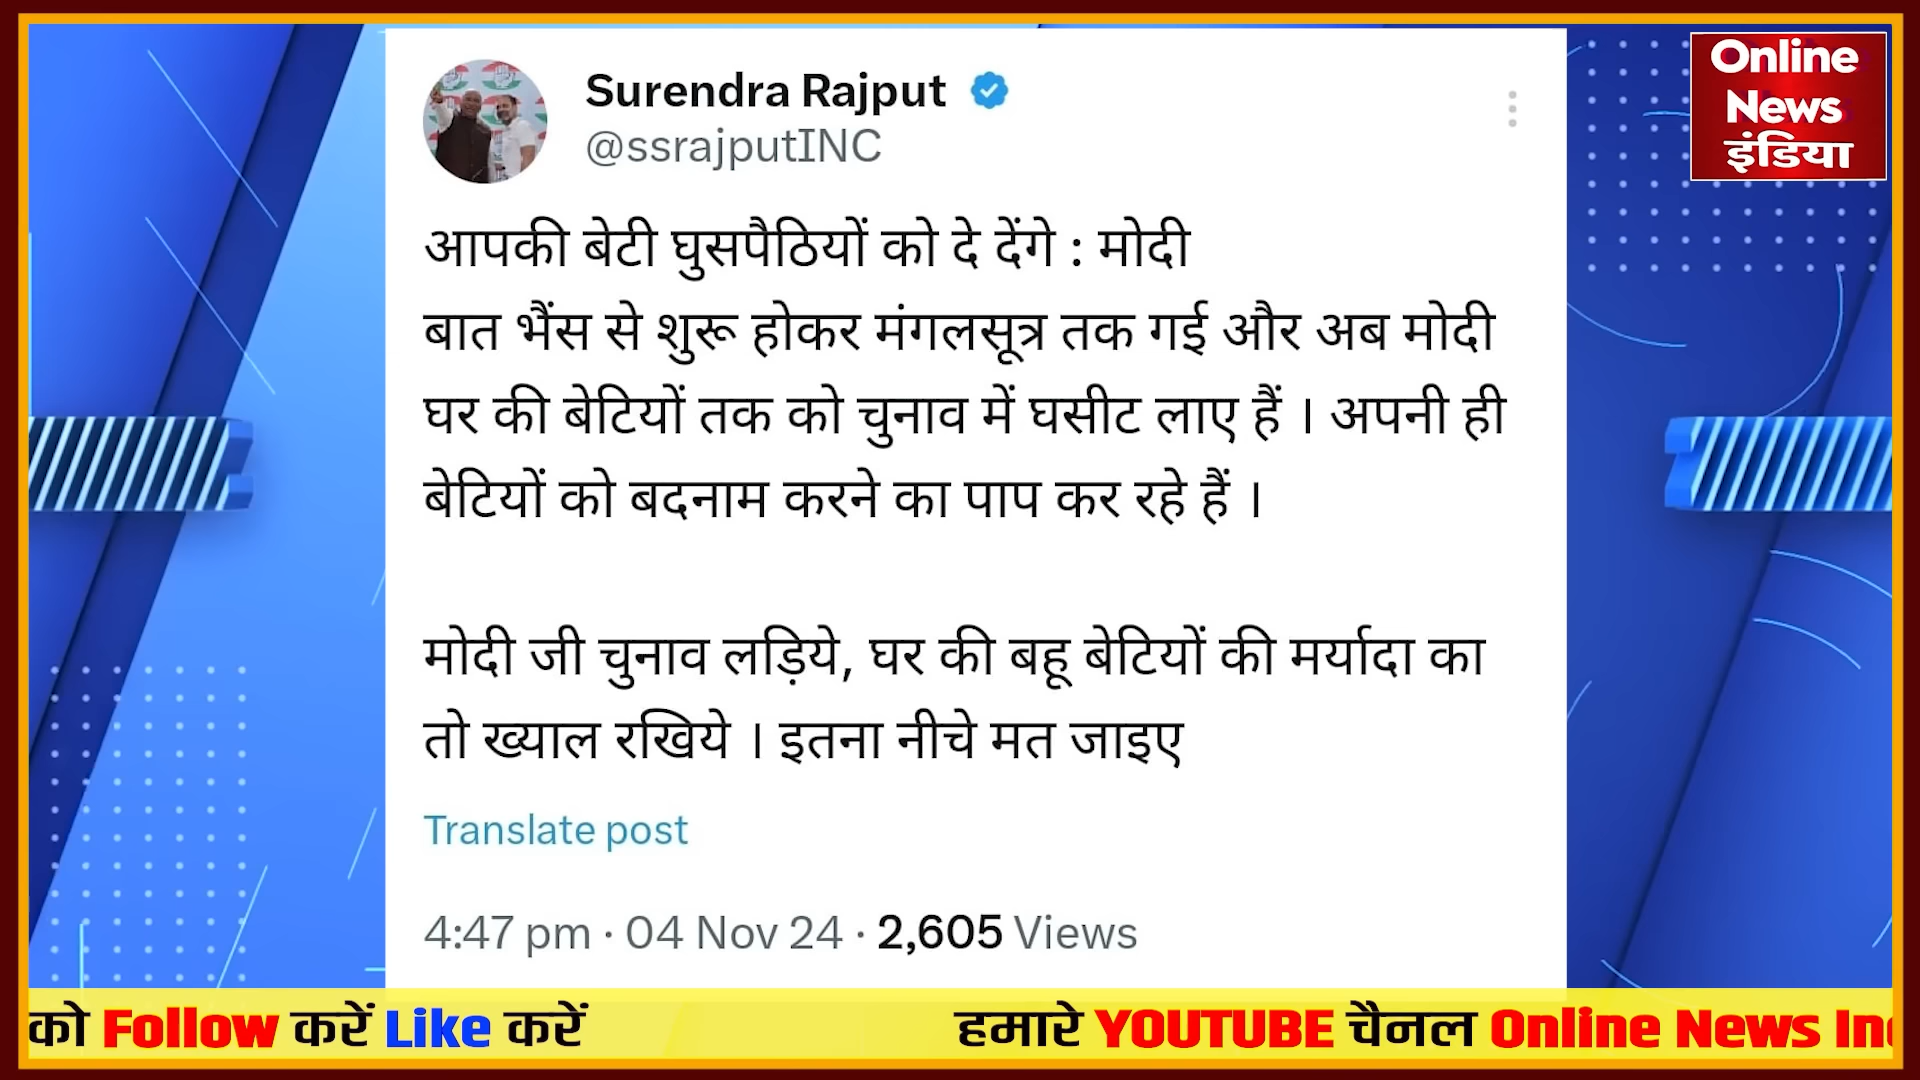 Surendra Rajput
@ssrajputINC
Online
News
इंडिया
आपकी बेटी घुसपैठियों को दे देंगे : मोदी
बात भैंस से शुरू होकर मंगलसूत्र तक गई और अब मोदी
घर की बेटियों तक को चुनाव में घसीट लाए हैं । अपनी ही
बेटियों को बदनाम करने का पाप कर रहे हैं ।
मोदी जी चुनाव लड़िये, घर की बहू बेटियों की मर्यादा का
तो ख्याल रखिये । इतना नीचे मत जाइए
Translate post
4:47 pm · 04 Nov 24 · 2,605 Views
को Follow करें Like करें हमारे YOUTUBE चैनल Online News In